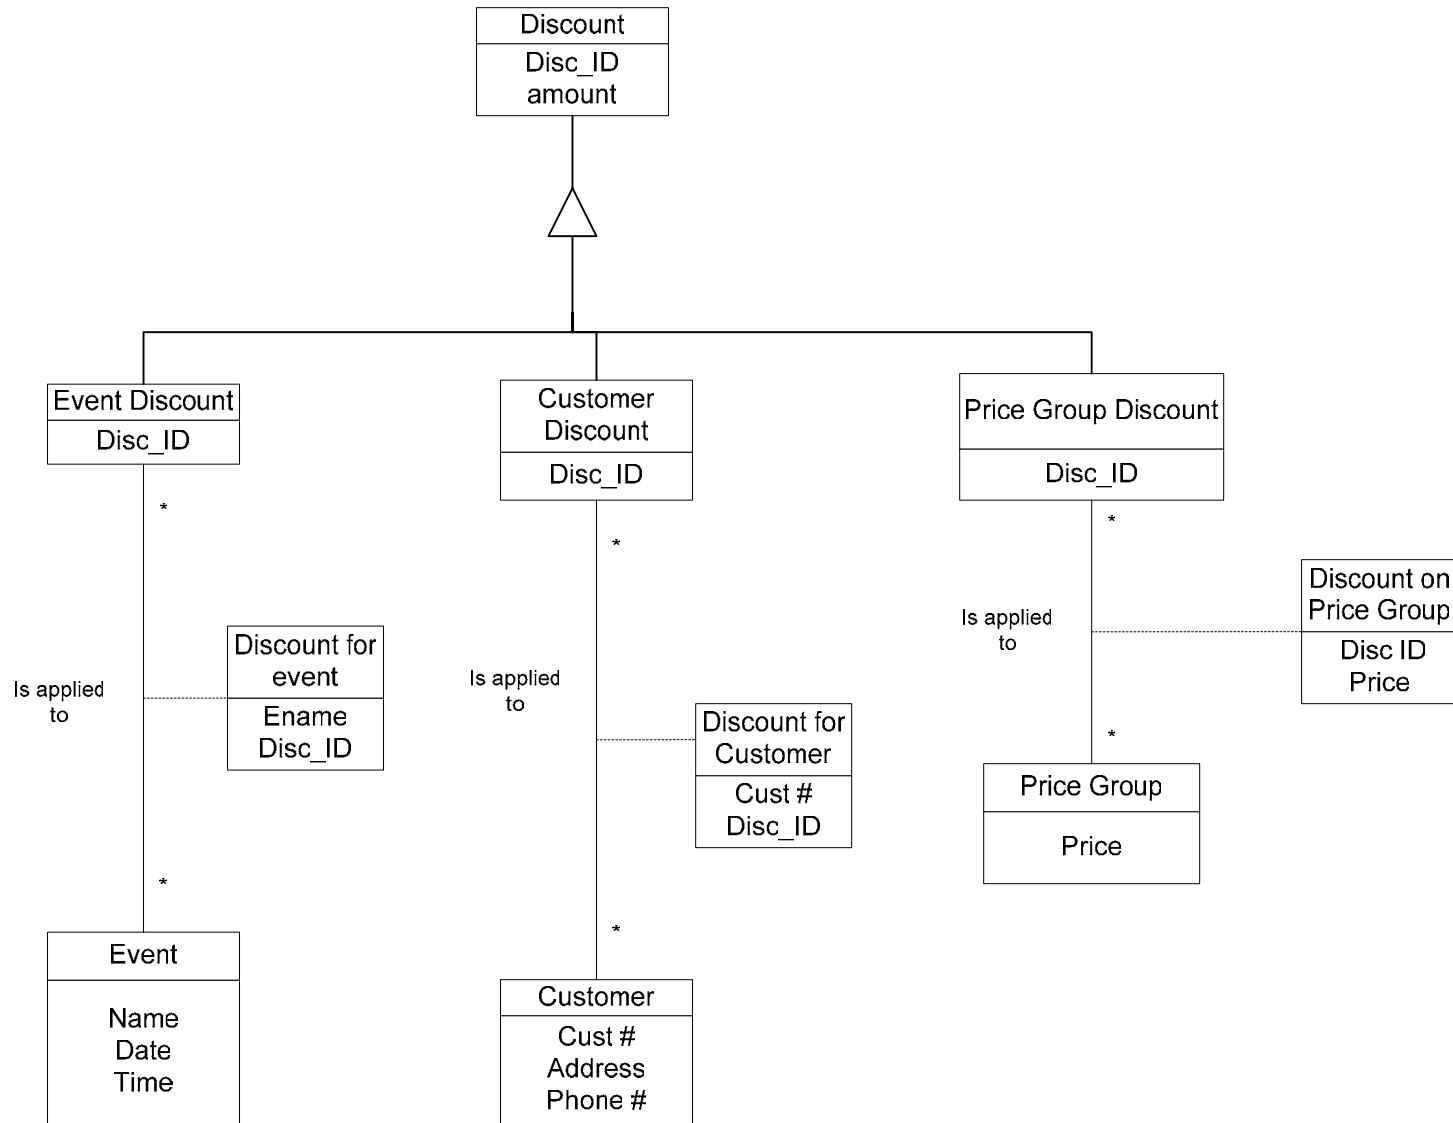 Discount
Disc_ID
amount
Event Discount
Disc_ID
Customer
Discount
Disc_ID
Price Group Discount
Disc_ID
*
*
*
Is applied
to
Discount for
event
Ename
Disc_ID
Is applied
to
Discount for
Customer
Cust #
Disc_ID
Is applied
to
Discount on
Price Group
Disc ID
Price
*
*
*
Price Group
Price
Event
Name
Date
Time
Customer
Cust #
Address
Phone #